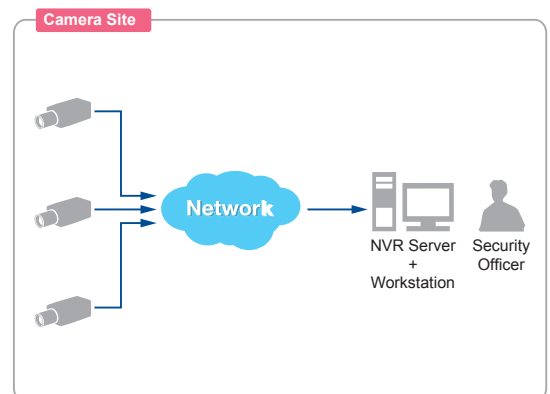 Camera Site
Network
NVR Server
+
Workstation
Security
Officer